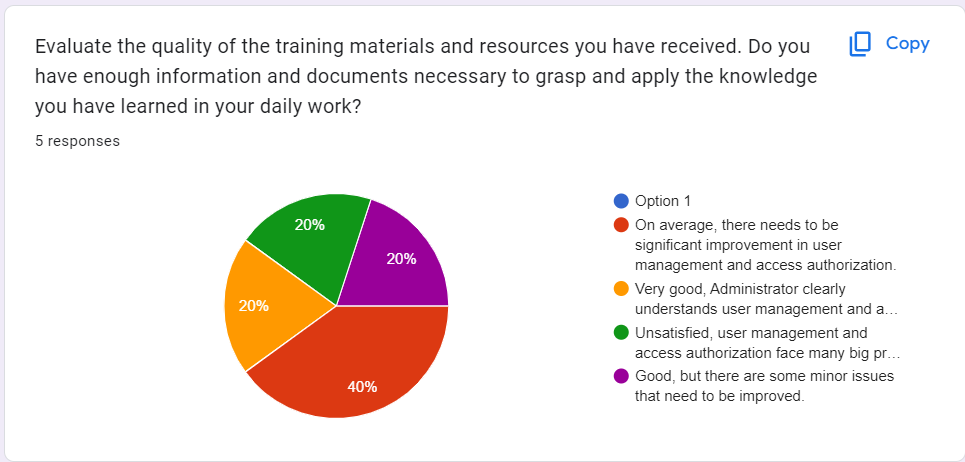 Evaluate the quality of the training materials and resources you have received. Do you
have enough information and documents necessary to grasp and apply the knowledge
you have learned in your daily work?
Copy
5 responses
20%
20%
20%
40%
Option 1
On average, there needs to be
significant improvement in user
management and access authorization.
Very good, Administrator clearly
understands user management and a…
Unsatisfied, user management and
access authorization face many big pr…
Good, but there are some minor issues
that need to be improved.